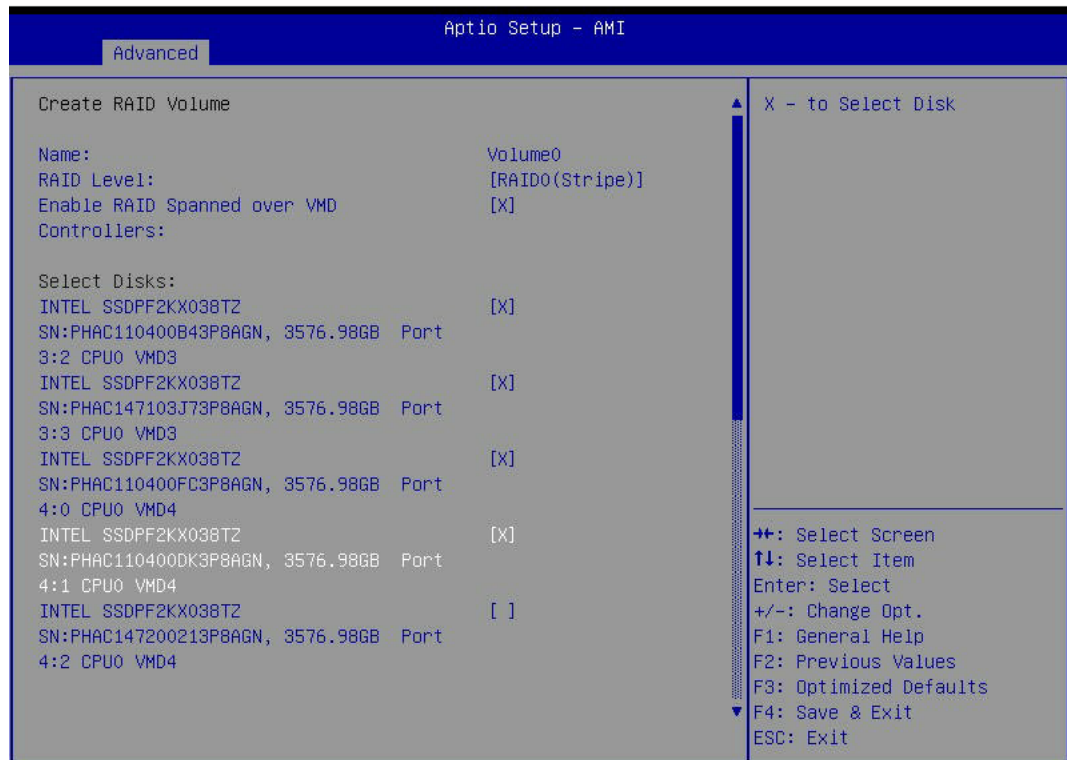 Aptio Setup – AMI
Advanced
Create RAID Volume
Name: Volume0
RAID Level: [RAID0(Stripe)]
Enable RAID Spanned over VMD [X]
Controllers:
Select Disks:
INTEL SSDPF2KX038TZ [X]
SN:PHAC110400B43P8AGN, 3576.98GB Port
3:2 CPU0 VMD3
INTEL SSDPF2KX038TZ [X]
SN:PHAC147103J73P8AGN, 3576.98GB Port
3:3 CPU0 VMD3
INTEL SSDPF2KX038TZ [X]
SN:PHAC110400FC3P8AGN, 3576.98GB Port
4:0 CPU0 VMD4
INTEL SSDPF2KX038TZ [X]
SN:PHAC110400DK3P8AGN, 3576.98GB Port
4:1 CPU0 VMD4
INTEL SSDPF2KX038TZ [ ]
SN:PHAC147200213P8AGN, 3576.98GB Port
4:2 CPU0 VMD4
X – to Select Disk
→←: Select Screen
↑↓: Select Item
Enter: Select
+/-: Change Opt.
F1: General Help
F2: Previous Values
F3: Optimized Defaults
F4: Save & Exit
ESC: Exit